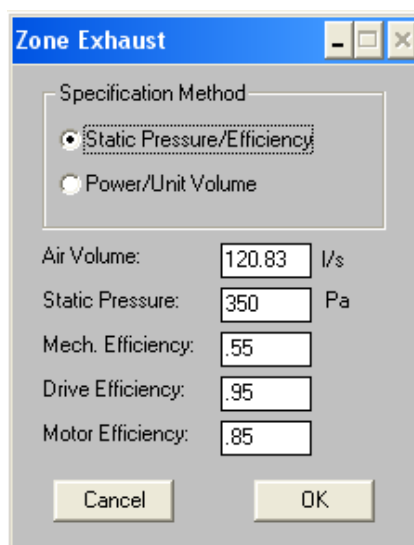 Zone Exhaust
Specification Method
Static Pressure/Efficiency
Power/Unit Volume
Air Volume: 120.83 l/s
Static Pressure: 350 Pa
Mech. Efficiency: .55
Drive Efficiency: .95
Motor Efficiency: .85
Cancel OK